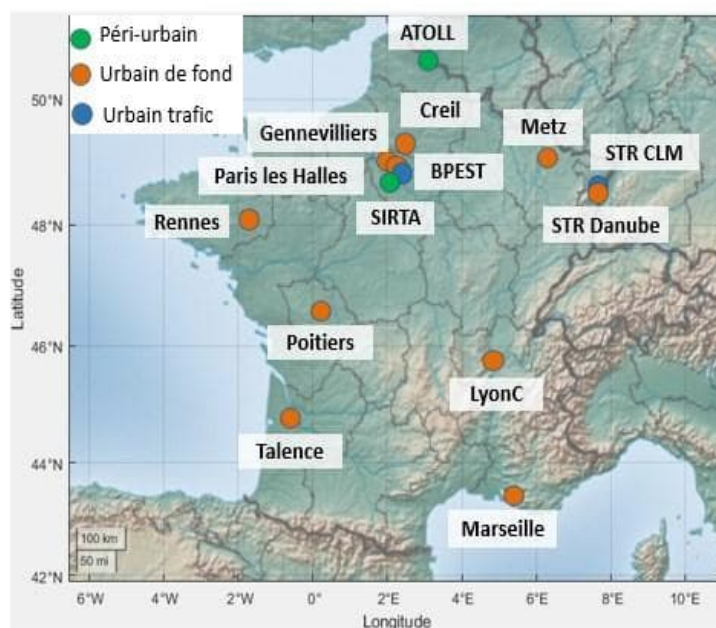 Péri-urbain
Urbain de fond
Urbain trafic
ATOLL
Creil
Gennevilliers
Metz
STR CLM
Paris les Halles
BPEST
SIRTA
STR Danube
Rennes
Poitiers
LyonC
Talence
Marseille
50°N
48°N
46°N
44°N
42°N
Latitude
100 km
50 mi
6°W
4°W
2°W
0°
2°E
4°E
6°E
8°E
10°E
Longitude